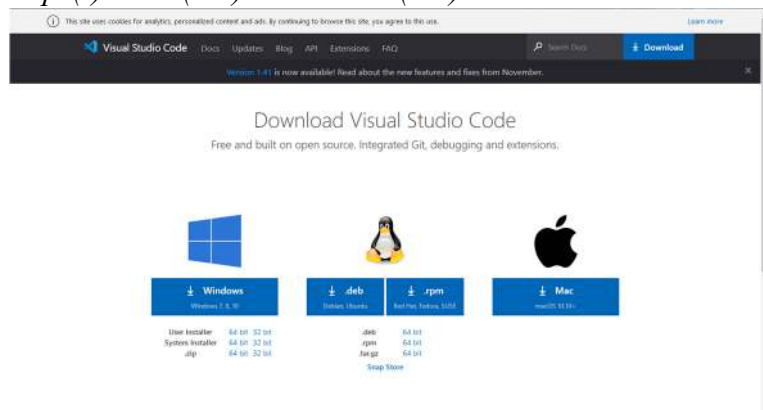 This site uses cookies for analytics, personalized content and ads. By continuing to browse this site, you agree to this use.
Learn more
Visual Studio Code Docs Updates Blog API Extensions FAQ
Search Docs
Download
Version 1.41 is now available! Read about the new features and fixes from November.
Download Visual Studio Code
Free and built on open source. Integrated Git, debugging and extensions.
Windows
Windows 7, 8, 10
.deb
Debian, Ubuntu
.rpm
Red Hat, Fedora, SUSE
Mac
macOS 10.10+
User Installer 64 bit 32 bit
System Installer 64 bit 32 bit
.zip 64 bit 32 bit
.deb 64 bit
.rpm 64 bit
.tar.gz 64 bit
Snap Store